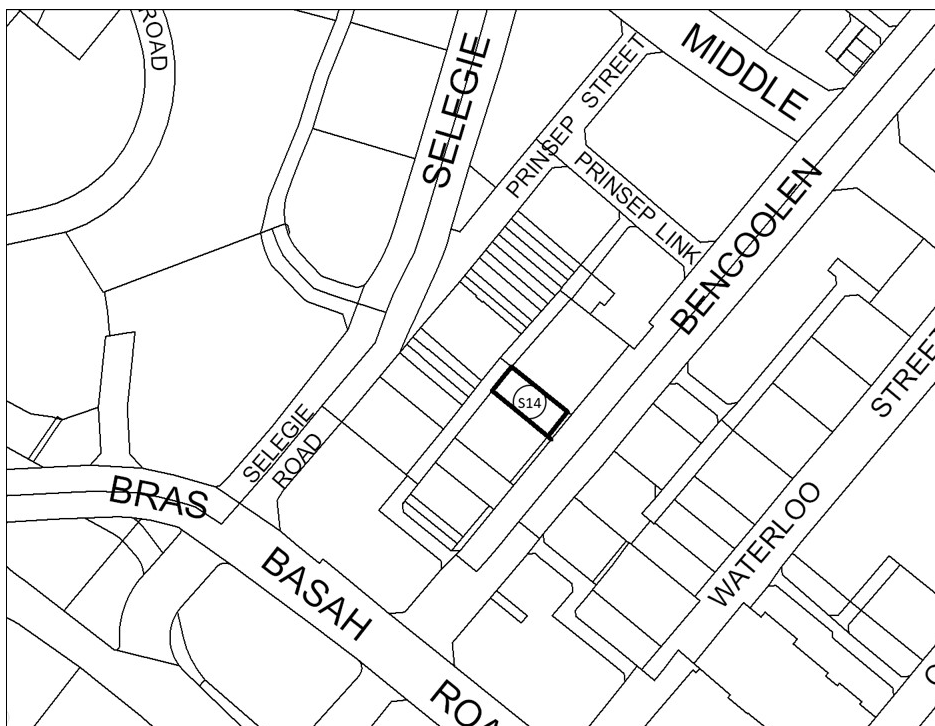 ROAD
SELEGIE
PRINSEP STREET
MIDDLE
PRINSEP LINK
BENCOOLEN
STREET
S14
SELEGIE
ROAD
WATERLOO
BRAS
BASAH
ROA